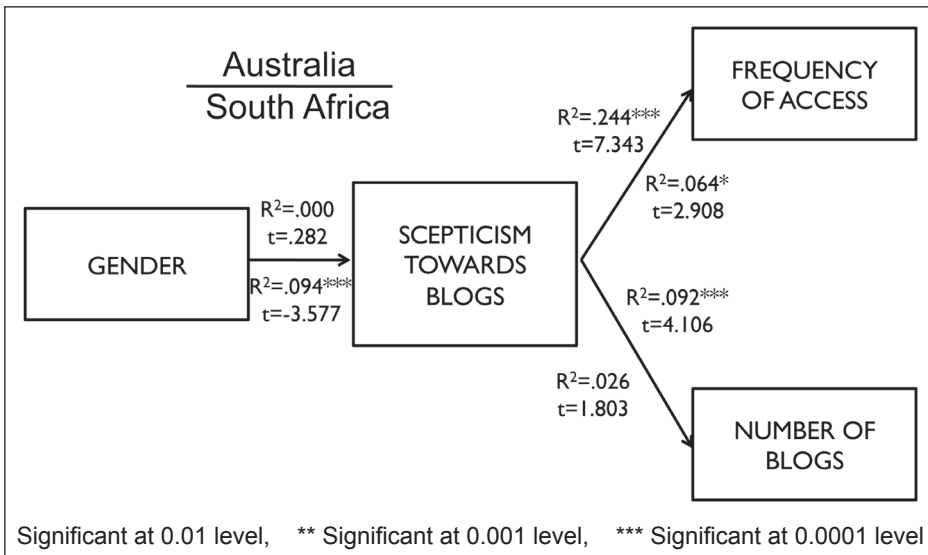 Australia
South Africa
FREQUENCY
OF ACCESS
R²=.244***
t=7.343
R²=.064*
t=2.908
GENDER
R²=.000
t=.282
R²=.094***
t=-3.577
SCEPTICISM
TOWARDS
BLOGS
R²=.092***
t=4.106
R²=.026
t=1.803
NUMBER OF
BLOGS
Significant at 0.01 level, ** Significant at 0.001 level, *** Significant at 0.0001 level